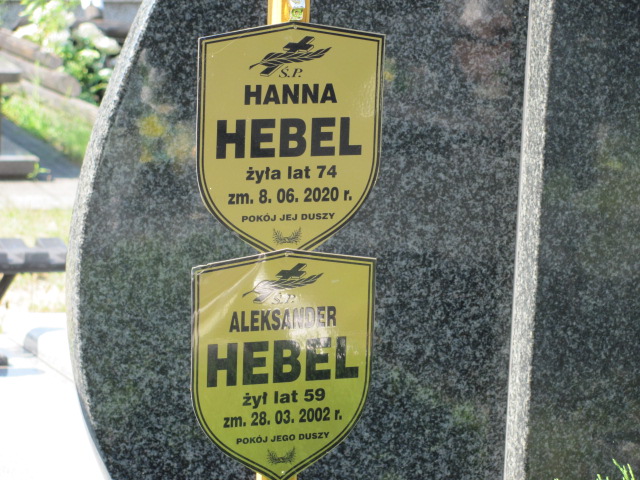 Ś.P.
HANNA
HEBEL
żyła lat 74
zm. 8. 06. 2020 r.
POKÓJ JEJ DUSZY
Ś.P.
ALEKSANDER
HEBEL
żył lat 59
zm. 28. 03. 2002 r.
POKÓJ JEGO DUSZY